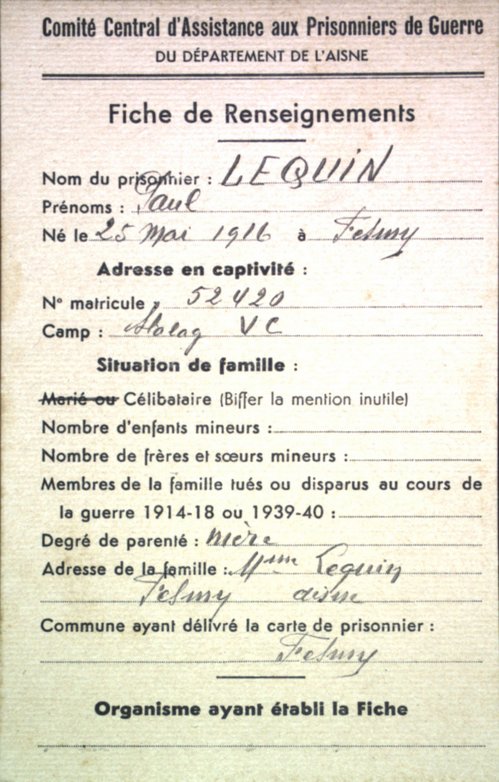 Comité Central d'Assistance aux Prisonniers de Guerre
DU DÉPARTEMENT DE L'AISNE
Fiche de Renseignements
Nom du prisonnier : LEQUIN
Prénoms : Paul
Né le 25 Mai 1916 à Fesmy
Adresse en captivité :
N° matricule : 52420
Camp : Stalag V C
Situation de famille :
Marié ou Célibataire (Biffer la mention inutile)
Nombre d'enfants mineurs :
Nombre de frères et sœurs mineurs :
Membres de la famille tués ou disparus au cours de
la guerre 1914-18 ou 1939-40 :
Degré de parenté : mère
Adresse de la famille : Mme Lequin
Fesmy aisne
Commune ayant délivré la carte de prisonnier :
Fesmy
Organisme ayant établi la Fiche